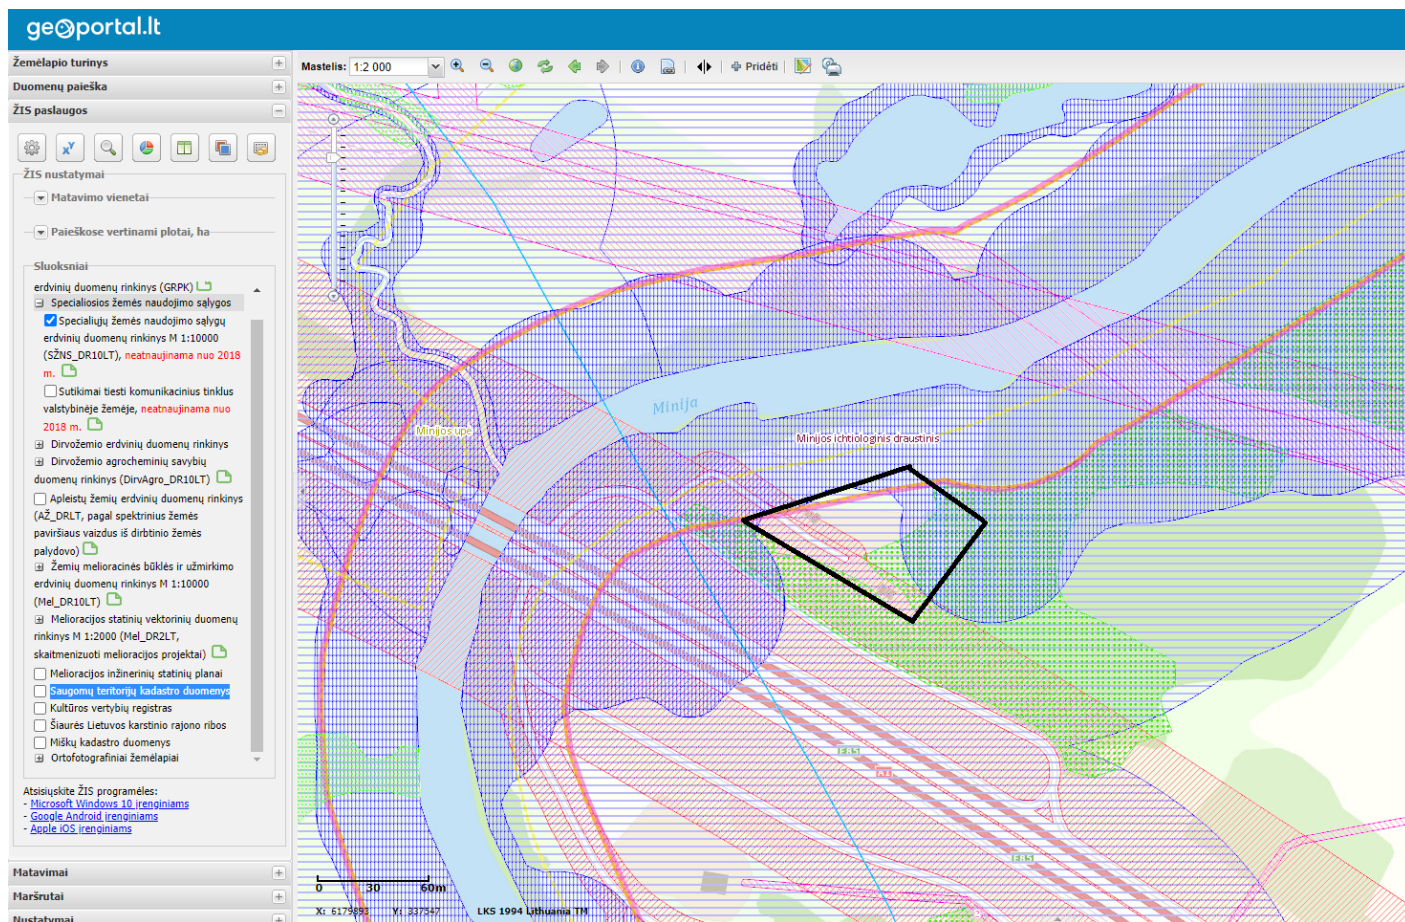 geoportal.lt
Žemėlapio turinys
Duomenų paieška
ŽIS paslaugos
Mastelis: 1:2 000
Pridėti
ŽIS nustatymai
Matavimo vienetai
Paieškose vertinami plotai, ha
Sluoksniai
erdvinių duomenų rinkinys (GRPK)
Specialiosios žemės naudojimo sąlygos
Specialiųjų žemės naudojimo sąlygų
erdvinių duomenų rinkinys M 1:10000
(SŽNS_DR10LT), neatnaujinama nuo 2018
m.
Sutikimai tiesti komunikacinius tinklus
valstybinėje žemėje, neatnaujinama nuo
2018 m.
Dirvožemio erdvinių duomenų rinkinys
Dirvožemio agrocheminių savybių
duomenų rinkinys (DirvAgro_DR10LT)
Apleistų žemių erdvinių duomenų rinkinys
(AŽ_DRLT, pagal spektrinius žemės
paviršiaus vaizdus iš dirbtinio žemės
palydovo)
Žemių melioracinės būklės ir užmirkimo
erdvinių duomenų rinkinys M 1:10000
(Mel_DR10LT)
Melioracijos statinių vektorinių duomenų
rinkinys M 1:2000 (Mel_DR2LT,
skaitmenizuoti melioracijos projektai)
Melioracijos inžinerinių statinių planai
Saugomų teritorijų kadastro duomenys
Kultūros vertybių registras
Šiaurės Lietuvos karstinio rajono ribos
Miškų kadastro duomenys
Ortofotografiniai žemėlapiai
Atsisiųskite ŽIS programėles:
- Microsoft Windows 10 įrenginiams
- Google Android įrenginiams
- Apple iOS įrenginiams
Matavimai
Maršrutai
Nustatymai
Minija
Minijos upė
Minijos ichtiologinis draustinis
E85
A1
E85
0 30 60m
X: 6179893 Y: 337547 LKS 1994 Lithuania TM